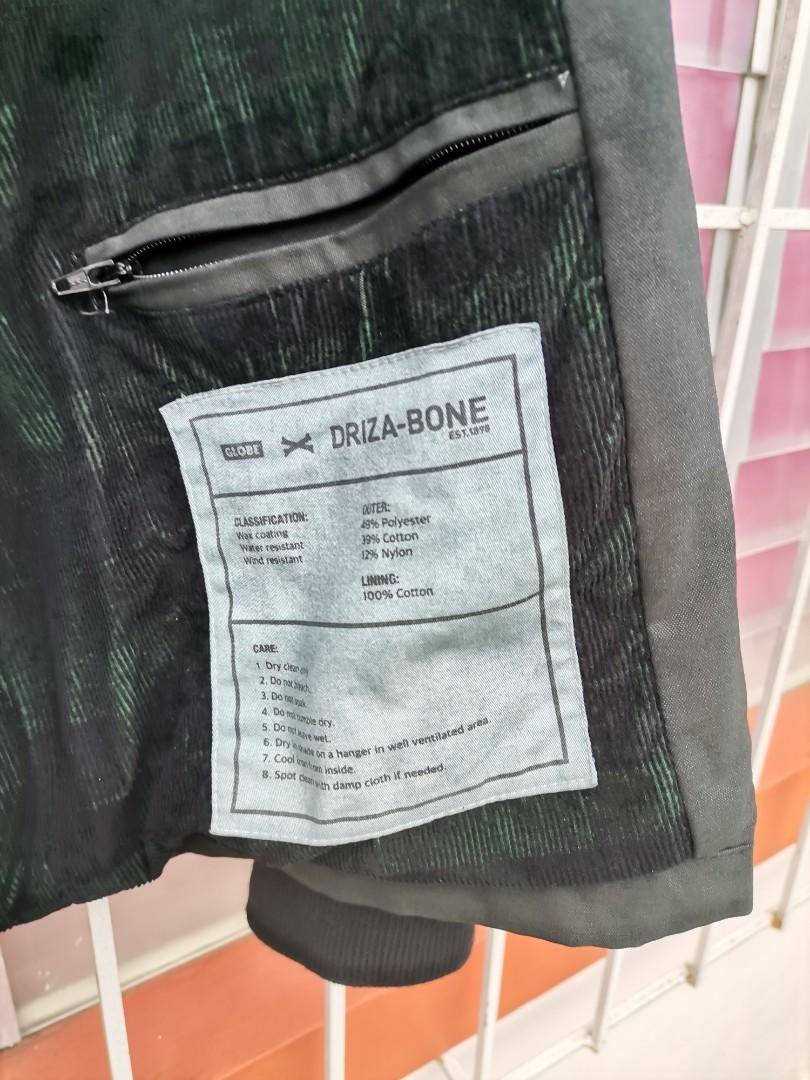 GLOBE DRIZA-BONE
EST.1898
CLASSIFICATION:
Wax coating
Water resistant
Wind resistant
OUTER:
49% Polyester
39% Cotton
12% Nylon
LINING:
100% Cotton
CARE:
1. Dry clean only
2. Do not bleach.
3. Do not soak.
4. Do not tumble dry.
5. Do not leave wet.
6. Dry in shade on a hanger in well ventilated area.
7. Cool iron from inside.
8. Spot clean with damp cloth if needed.